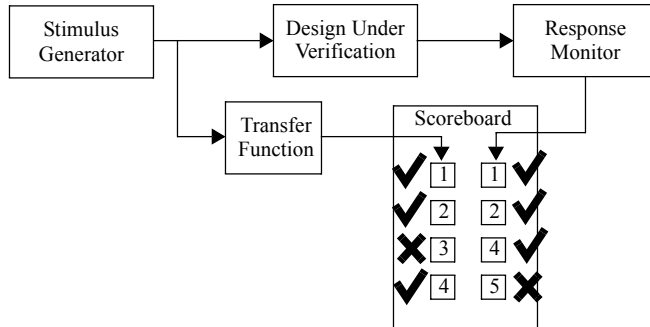 Stimulus
Generator
Design Under
Verification
Response
Monitor
Transfer
Function
Scoreboard
1 1
2 2
3 4
4 5